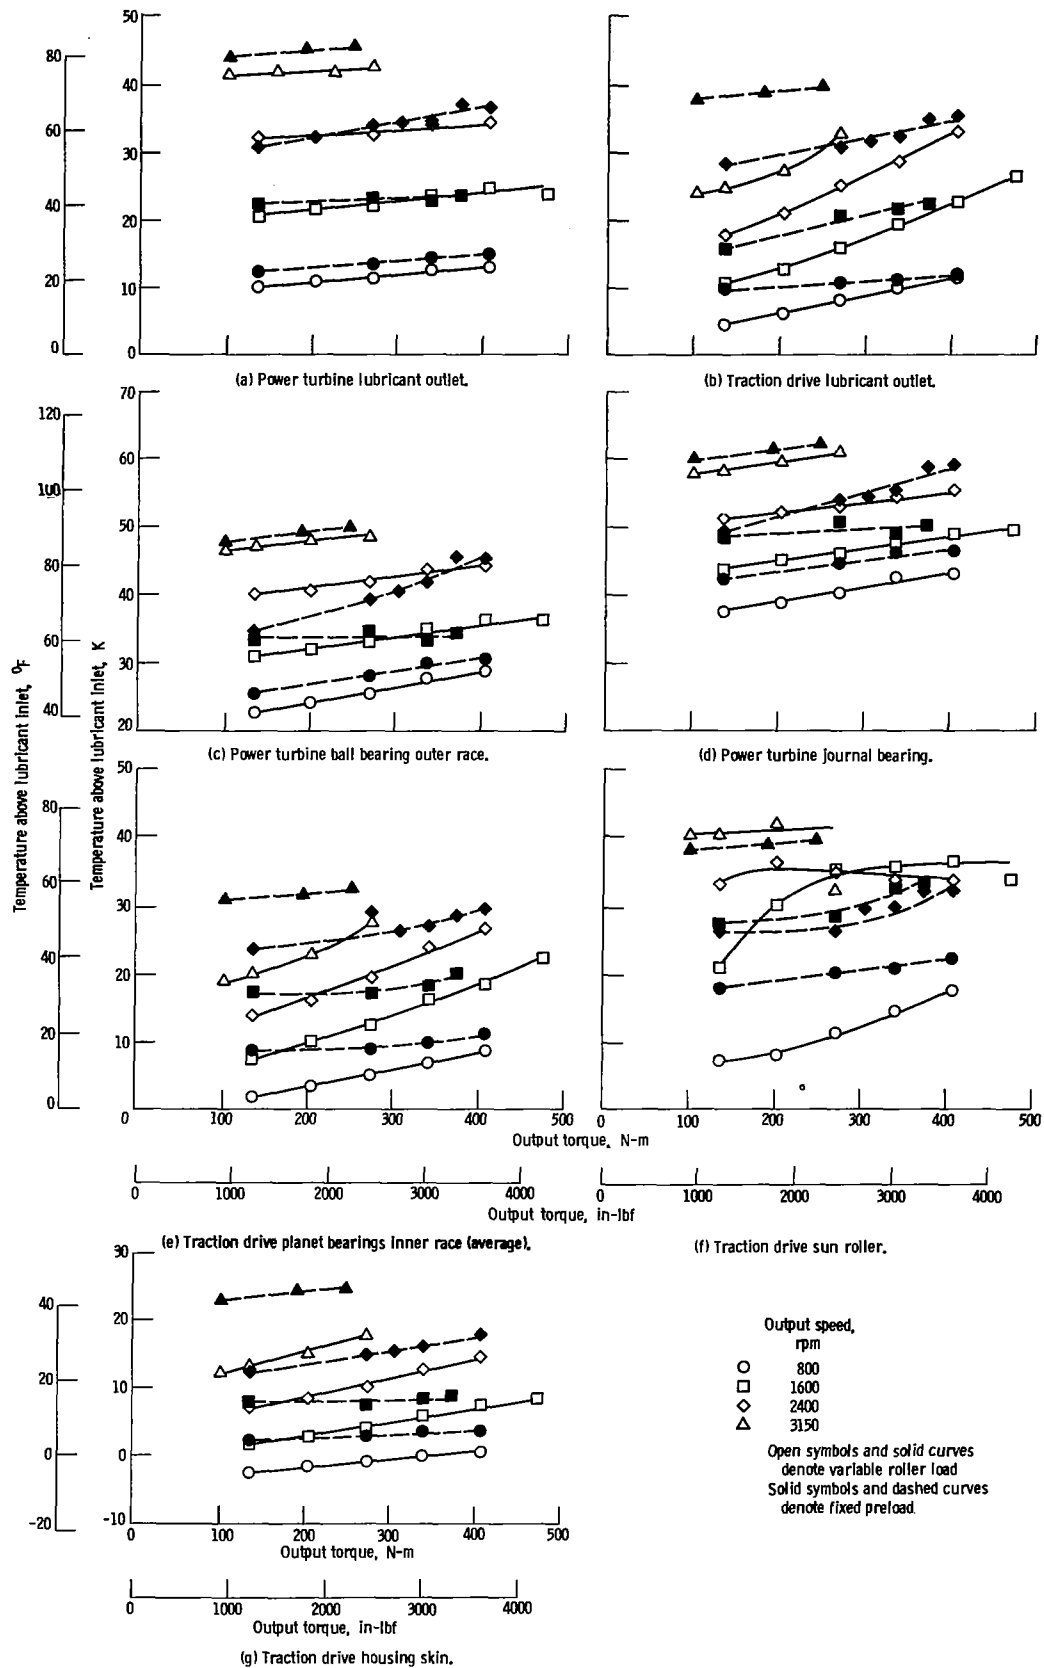 50
40
30
20
10
0
80
60
40
20
0
(a) Power turbine lubricant outlet.
(b) Traction drive lubricant outlet.
Temperature above lubricant inlet, °F
Temperature above lubricant inlet, K
120
100
80
60
40
70
60
50
40
30
20
(c) Power turbine ball bearing outer race.
(d) Power turbine journal bearing.
80
60
40
20
0
50
40
30
20
10
0 100 200 300 400 500
0 100 200 300 400 500
Output torque, N-m
0 1000 2000 3000 4000
0 1000 2000 3000 4000
Output torque, in-lbf
(e) Traction drive planet bearings inner race (average).
(f) Traction drive sun roller.
40
20
0
-20
30
20
10
0
-10
0 100 200 300 400 500
Output torque, N-m
0 1000 2000 3000 4000
Output torque, in-lbf
(g) Traction drive housing skin.
Output speed,
rpm
800
1600
2400
3150
Open symbols and solid curves
denote variable roller load
Solid symbols and dashed curves
denote fixed preload.